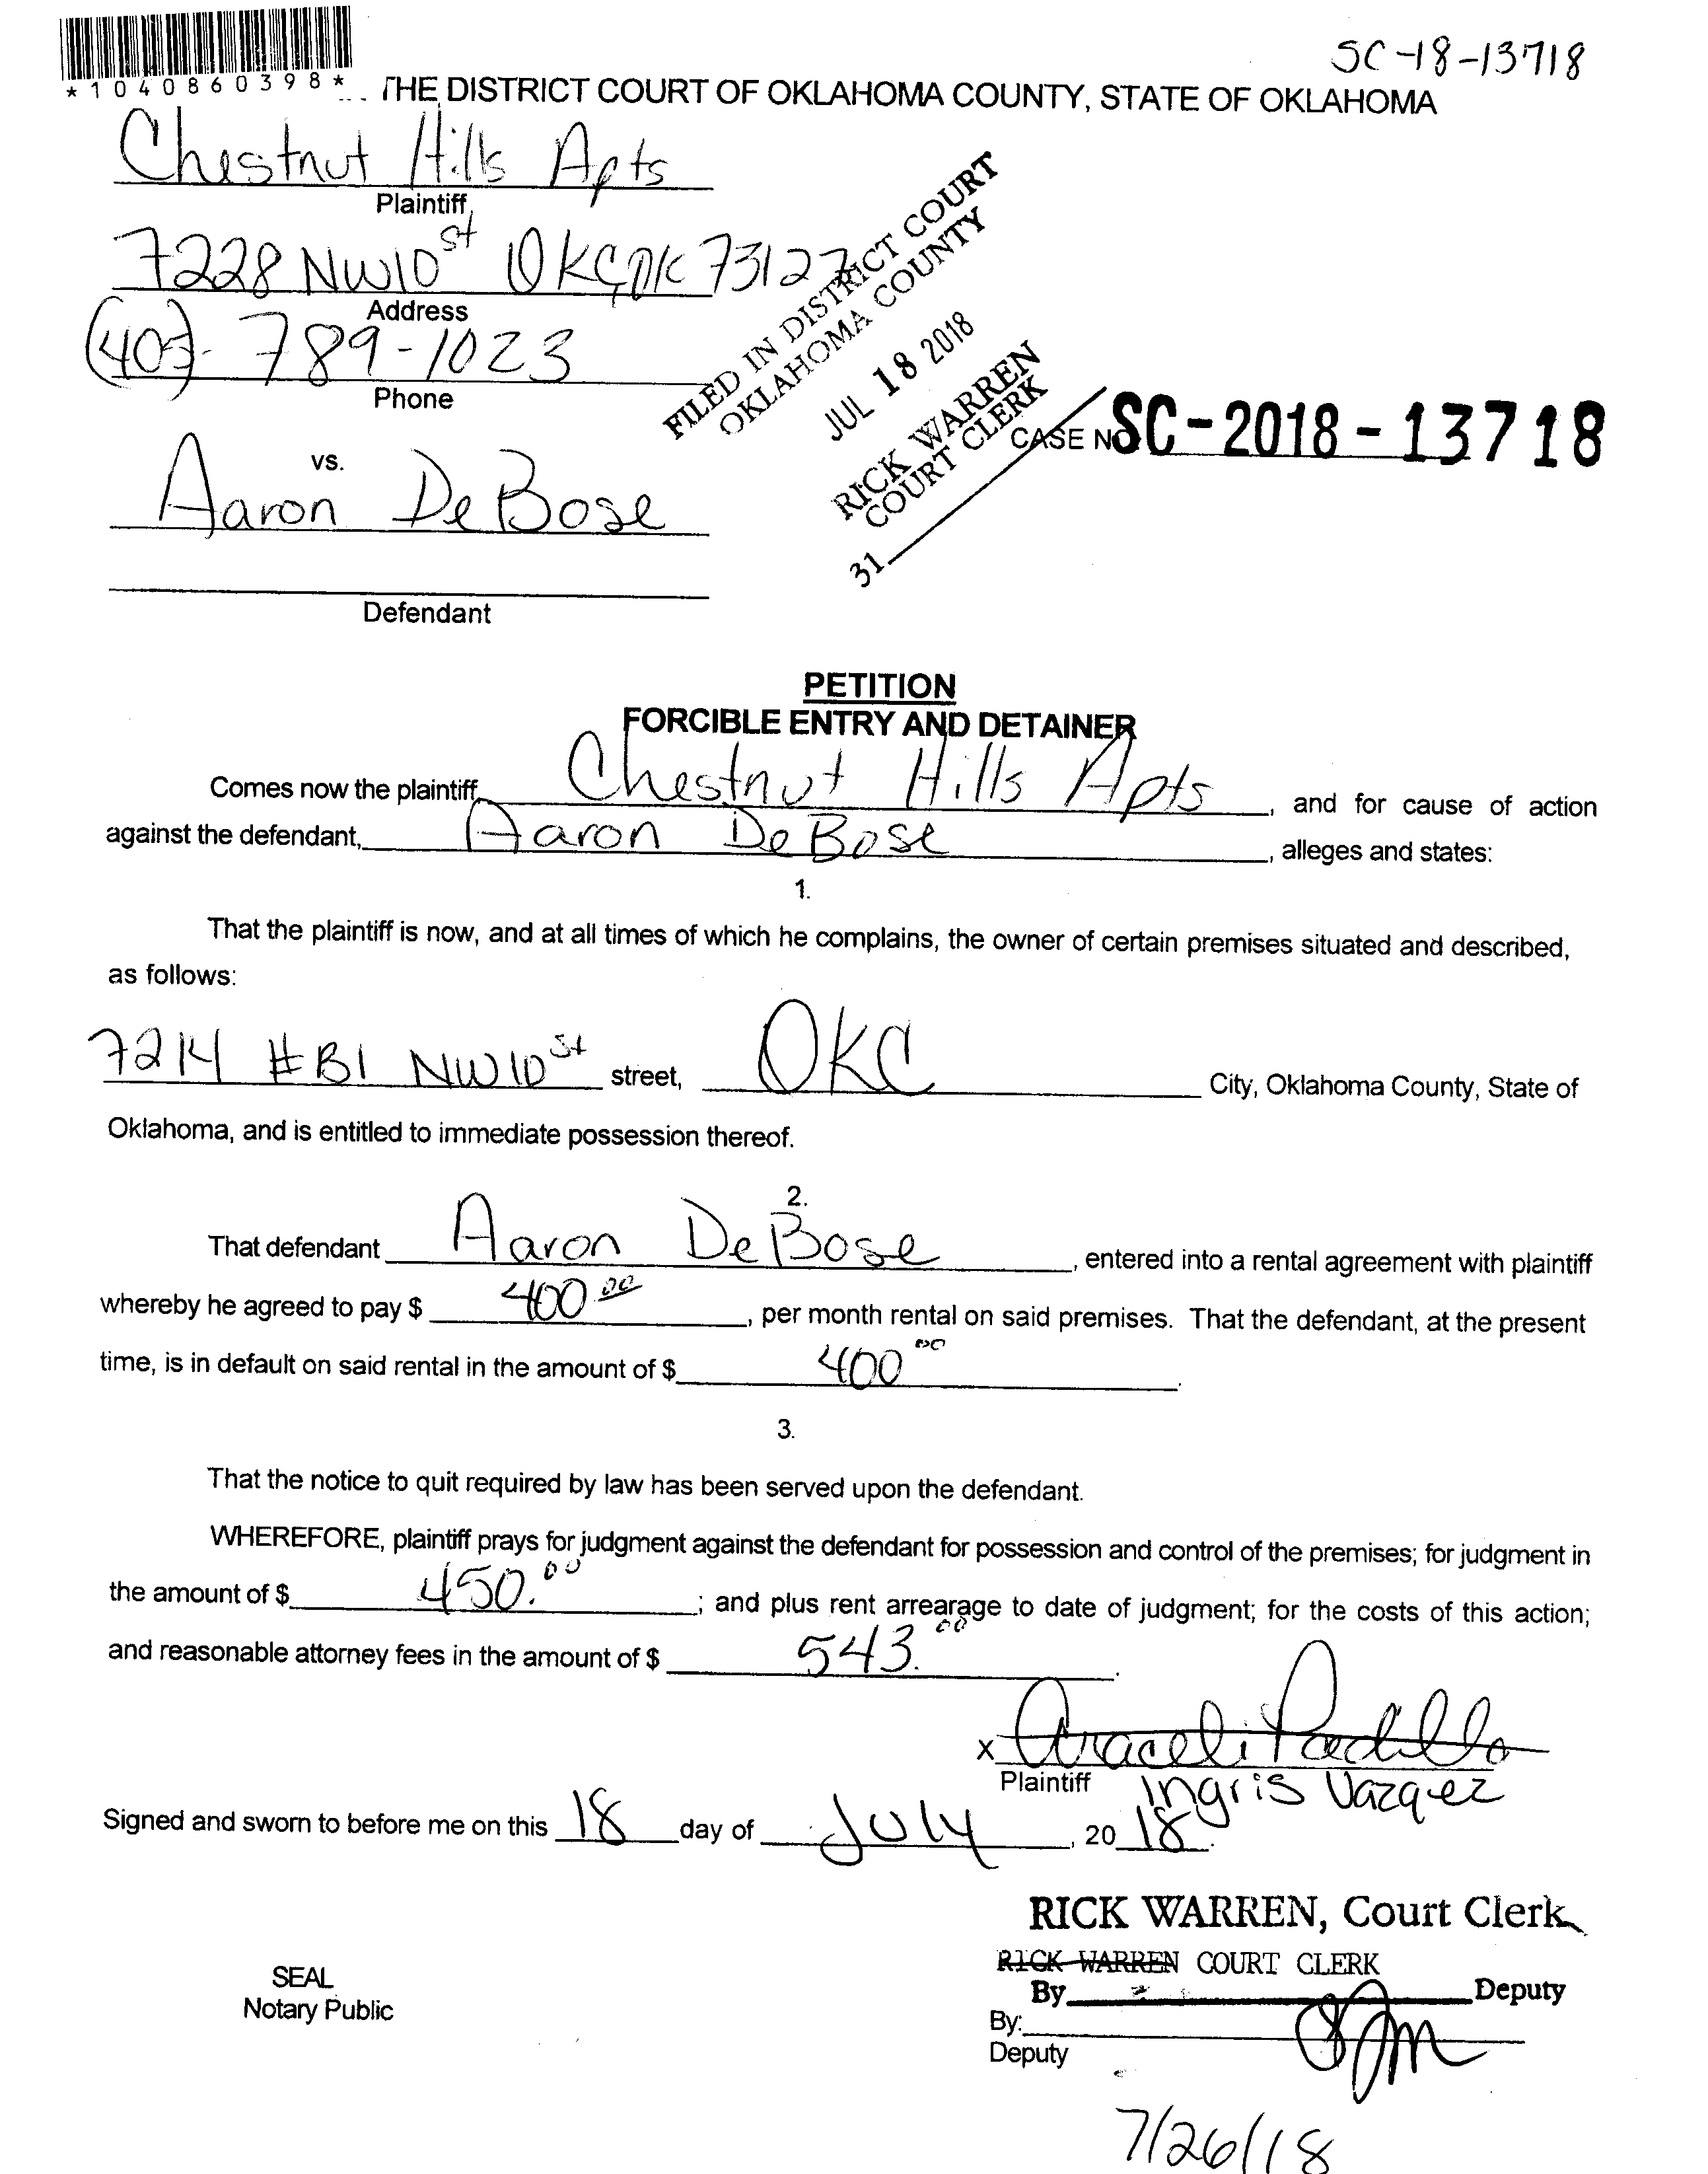 SC-18-13718
*1040860398*
THE DISTRICT COURT OF OKLAHOMA COUNTY, STATE OF OKLAHOMA
Chestnut Hills Apts
Plaintiff,
7228 NW10st OKC, OK 73127
Address
(405)-789-1023
Phone
FILED IN DISTRICT COURT
OKLAHOMA COUNTY
JUL 18 2018
RICK WARREN
COURT CLERK
31
CASE NO SC-2018-13718
vs.
Aaron DeBose
Defendant
PETITION
FORCIBLE ENTRY AND DETAINER
Comes now the plaintiff, Chestnut Hills Apts, and for cause of action
against the defendant, Aaron DeBose, alleges and states:
1.
That the plaintiff is now, and at all times of which he complains, the owner of certain premises situated and described,
as follows:
7214 #B1 NW10st street, OKC City, Oklahoma County, State of
Oklahoma, and is entitled to immediate possession thereof.
2.
That defendant Aaron DeBose, entered into a rental agreement with plaintiff
whereby he agreed to pay $ 400 00, per month rental on said premises. That the defendant, at the present
time, is in default on said rental in the amount of $ 400 00.
3.
That the notice to quit required by law has been served upon the defendant.
WHEREFORE, plaintiff prays for judgment against the defendant for possession and control of the premises; for judgment in
the amount of $ 450.00; and plus rent arrearage to date of judgment; for the costs of this action;
and reasonable attorney fees in the amount of $ 543.00.
x Araceli Padilla
Plaintiff Ingris Vazquez
Signed and sworn to before me on this 18 day of July, 2018.
RICK WARREN, Court Clerk
RICK WARREN COURT CLERK
By Deputy
SEAL
Notary Public
By:
Deputy
7/26/18